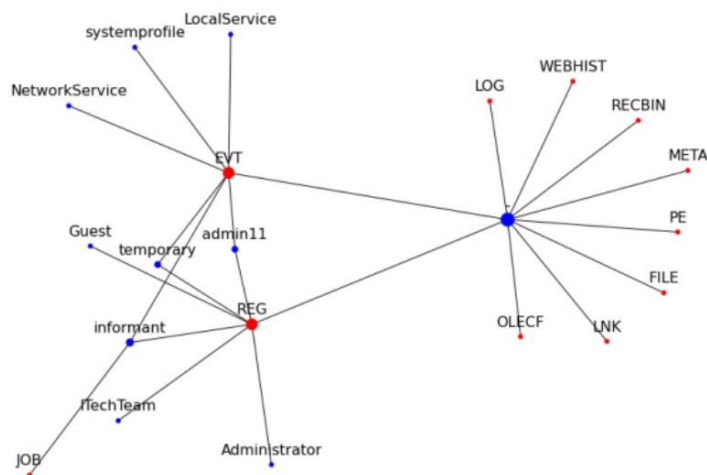 LocalService
systemprofile
NetworkService
WEBHIST
LOG
RECBIN
META
EVT
-
PE
Guest
temporary
admin11
FILE
REG
informant
OLECF
LNK
ITechTeam
Administrator
JOB